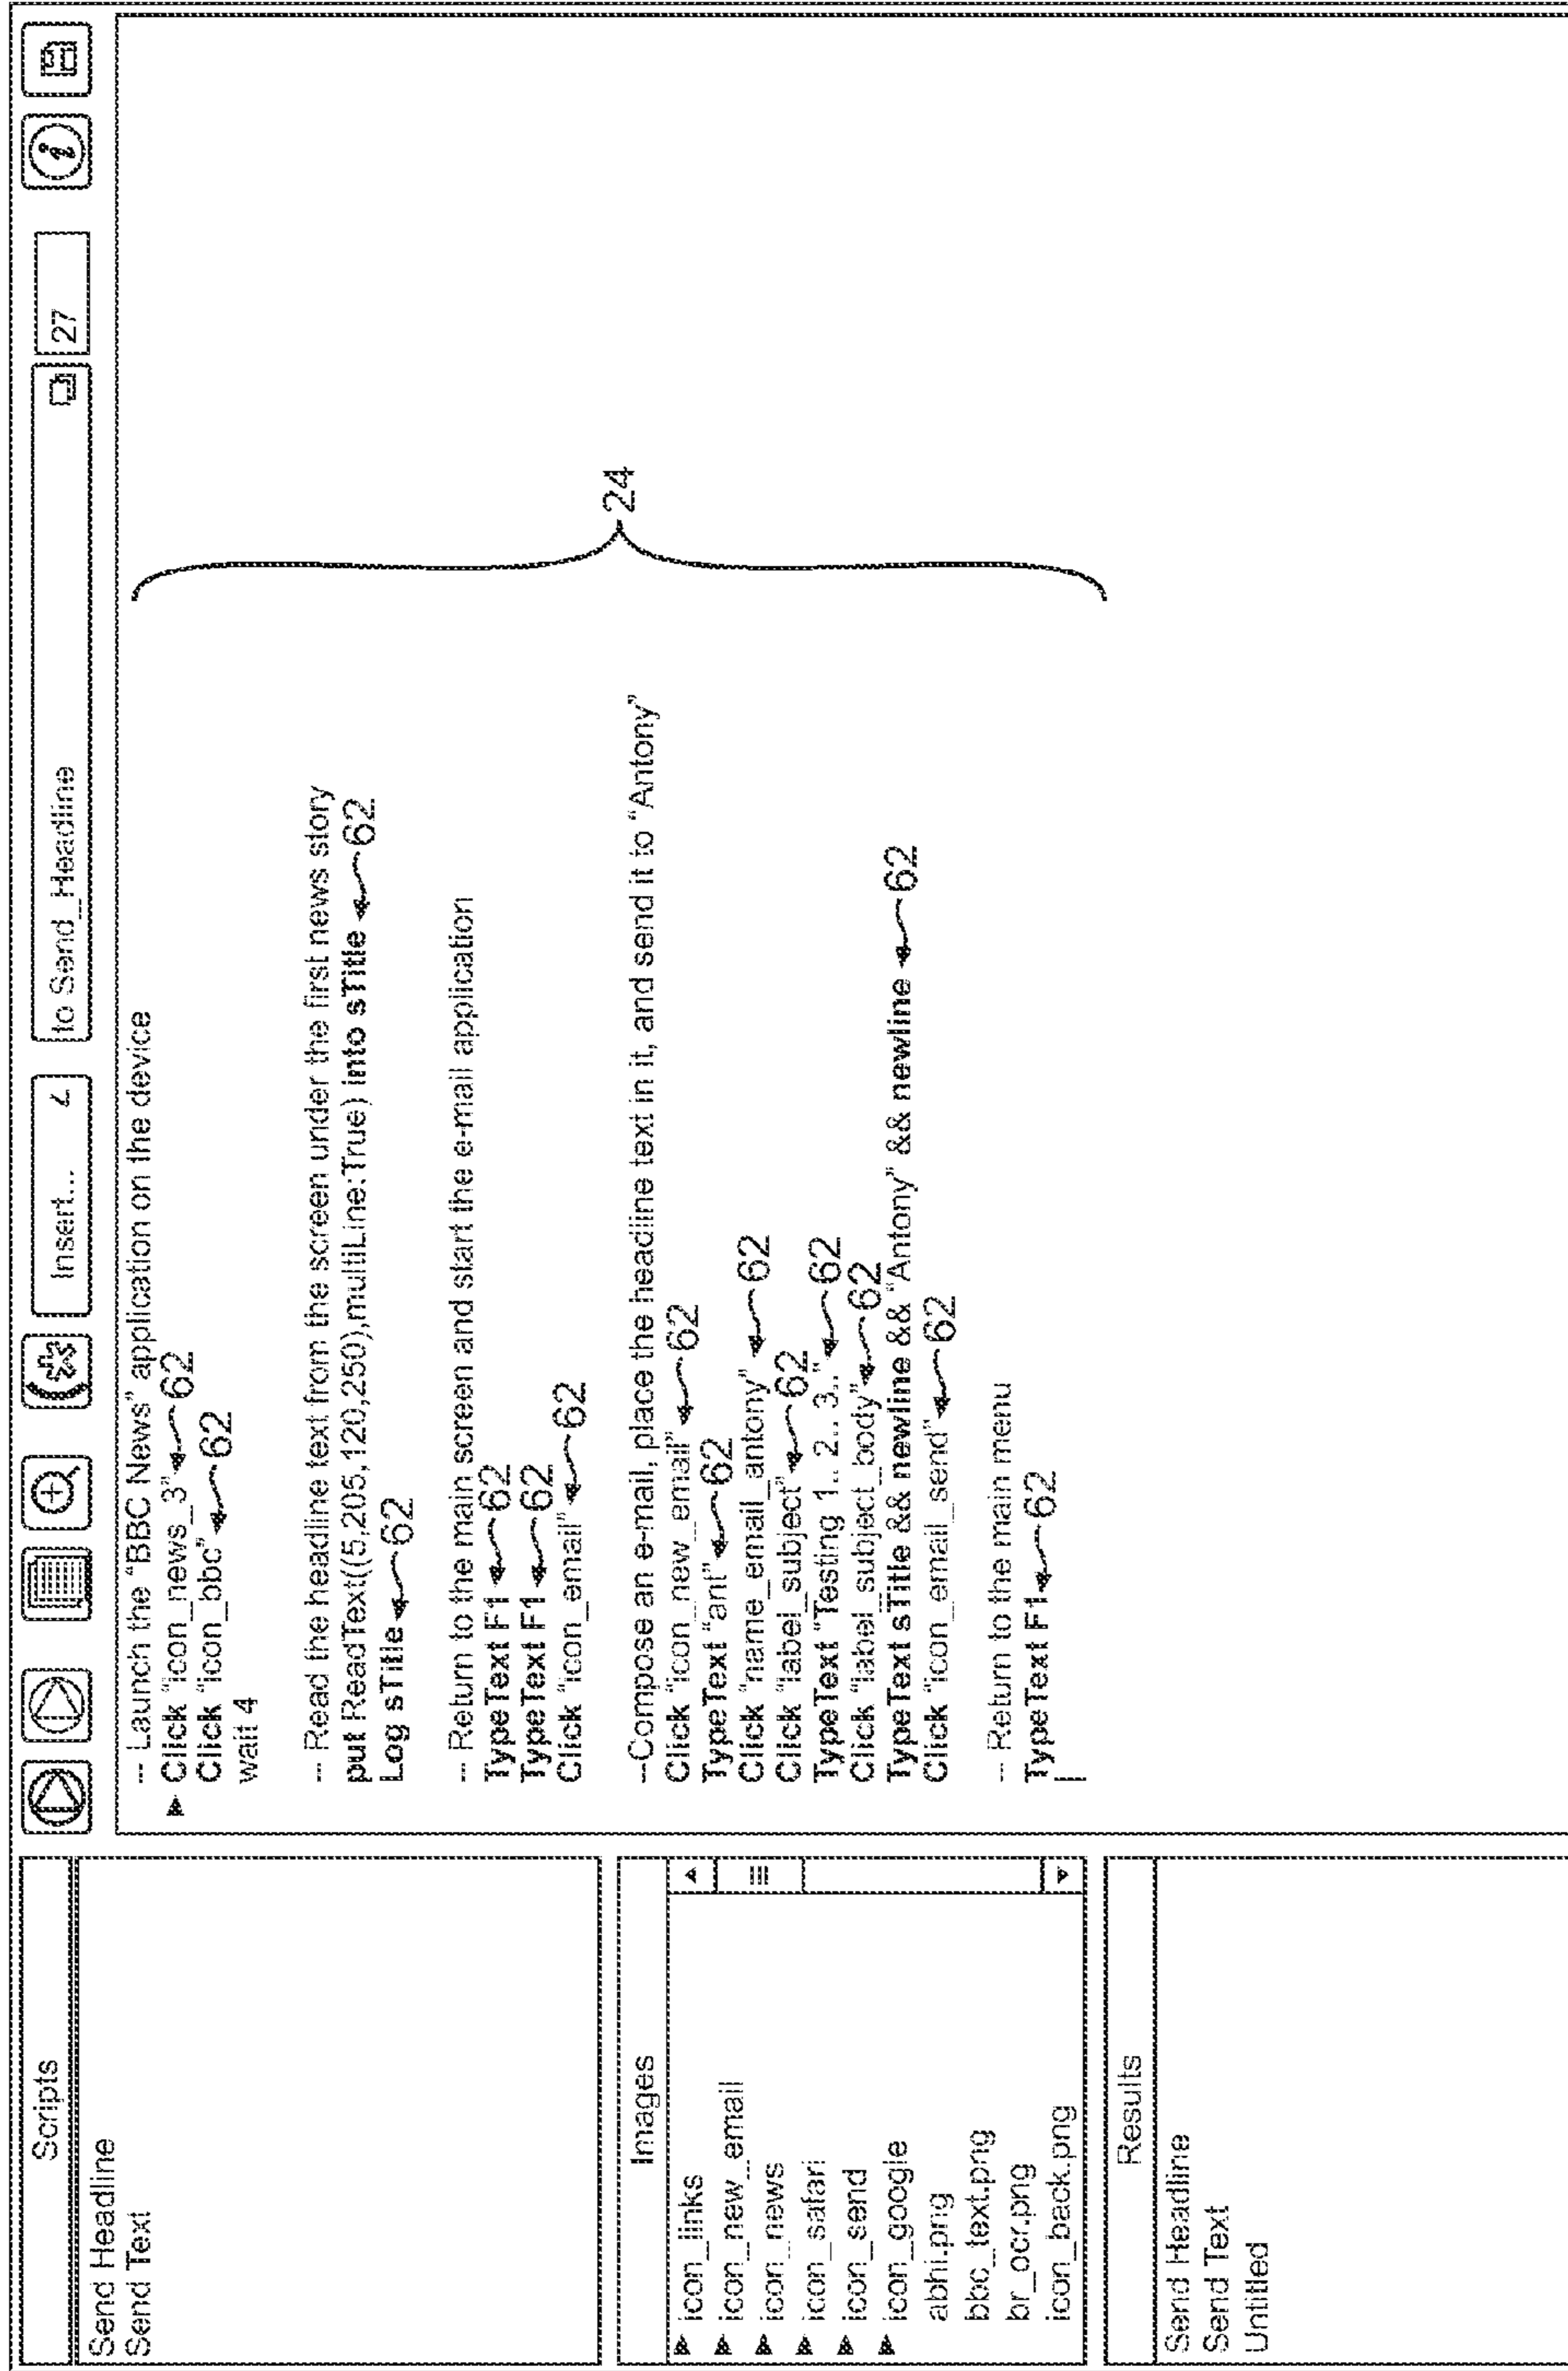 Scripts
Send Headline
Send Text
Images
icon_links
icon_new_email
icon_news
icon_safari
icon_send
icon_google
abhi.png
bbc_text.png
br_ocr.png
icon_back.png
Results
Send Headline
Send Text
Untitled
Insert...
to Send_Headline
27
i
-- Launch the "BBC News" application on the device
Click "icon_news_3" 62
Click "icon_bbc" 62
wait 4
-- Read the headline text from the screen under the first news story
put ReadText((5,205,120,250),multiLine:True) into sTitle 62
Log sTitle 62
-- Return to the main screen and start the e-mail application
TypeText F1 62
TypeText F1 62
Click "icon_email" 62
--Compose an e-mail, place the headline text in it, and send it to "Antony"
Click "icon_new_email" 62
TypeText "ant" 62
Click "name_email_antony" 62
Click "label_subject" 62
TypeText "Testing 1.. 2.. 3.." 62
Click "label_subject_body" 62
TypeText sTitle && newline && "Antony" && newline 62
Click "icon_email_send" 62
-- Return to the main menu
TypeText F1 62
24